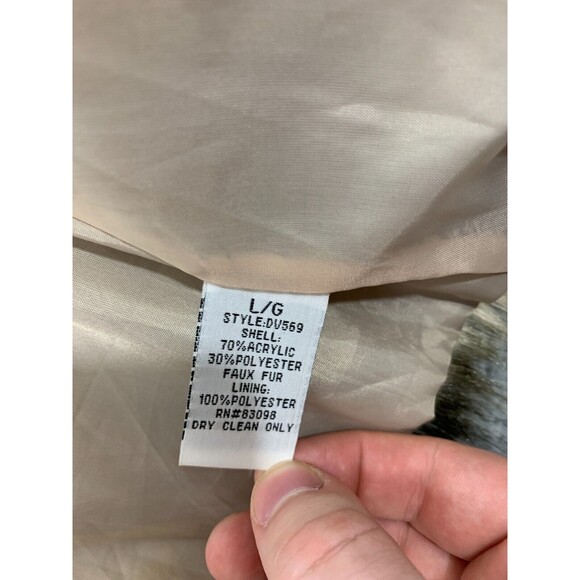 L/G
STYLE:DV569
SHELL:
70%ACRYLIC
30%POLYESTER
FAUX FUR
LINING:
100%POLYESTER
RN#83098
DRY CLEAN ONLY